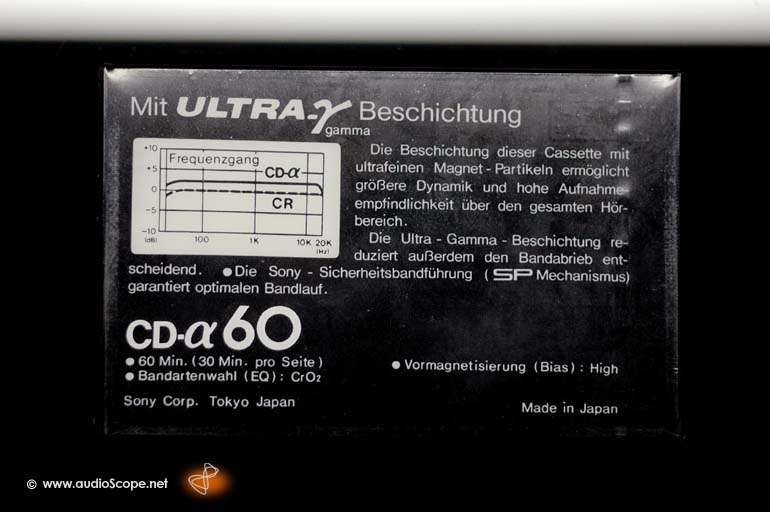 Mit ULTRA-γ Beschichtung
gamma
Die Beschichtung dieser Cassette mit
ultrafeinen Magnet-Partikeln ermöglicht
größere Dynamik und hohe Aufnahme-
empfindlichkeit über den gesamten Hör-
bereich.
Die Ultra-Gamma-Beschichtung re-
duziert außerdem den Bandabrieb ent-
scheidend. ●Die Sony-Sicherheitsbandführung (SP Mechanismus)
garantiert optimalen Bandlauf.
Frequenzgang
+10
+5
0
-5
-10
(dB)
CD-α
CR
100 1K 10K 20K
(Hz)
CD-α60
●60 Min. (30 Min. pro Seite)
●Bandartenwahl (EQ): CrO₂
●Vormagnetisierung (Bias): High
Sony Corp. Tokyo Japan
Made in Japan
© www.audioScope.net